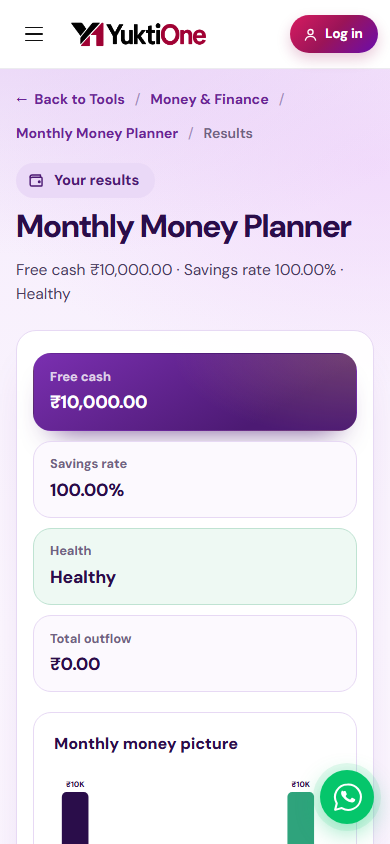 YuktiOne
Log in
← Back to Tools / Money & Finance /
Monthly Money Planner / Results
Your results
Monthly Money Planner
Free cash ₹10,000.00 · Savings rate 100.00% ·
Healthy
Free cash
₹10,000.00
Savings rate
100.00%
Health
Healthy
Total outflow
₹0.00
Monthly money picture
₹10K ₹10K